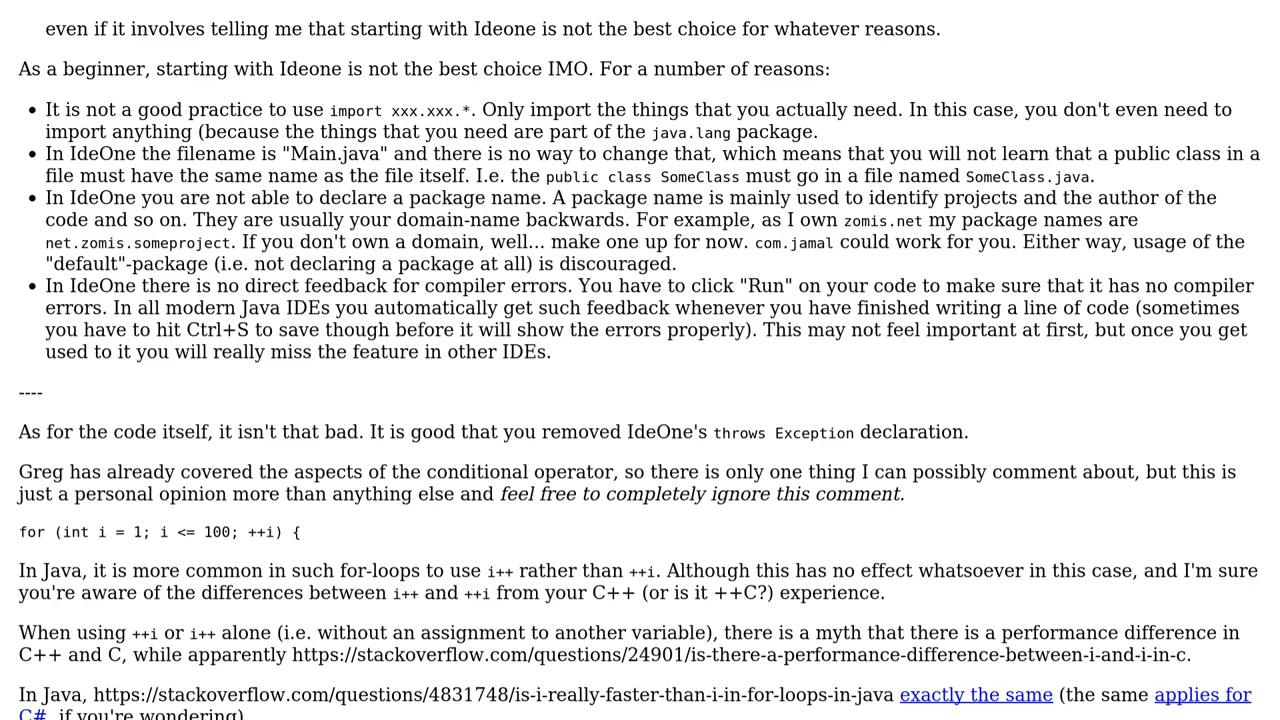 even if it involves telling me that starting with Ideone is not the best choice for whatever reasons.
As a beginner, starting with Ideone is not the best choice IMO. For a number of reasons:
• It is not a good practice to use import xxx.xxx.*. Only import the things that you actually need. In this case, you don't even need to
import anything (because the things that you need are part of the java.lang package.
• In IdeOne the filename is "Main.java" and there is no way to change that, which means that you will not learn that a public class in a
file must have the same name as the file itself. I.e. the public class SomeClass must go in a file named SomeClass.java.
• In IdeOne you are not able to declare a package name. A package name is mainly used to identify projects and the author of the
code and so on. They are usually your domain-name backwards. For example, as I own zomis.net my package names are
net.zomis.someproject. If you don't own a domain, well... make one up for now. com.jamal could work for you. Either way, usage of the
"default"-package (i.e. not declaring a package at all) is discouraged.
• In IdeOne there is no direct feedback for compiler errors. You have to click "Run" on your code to make sure that it has no compiler
errors. In all modern Java IDEs you automatically get such feedback whenever you have finished writing a line of code (sometimes
you have to hit Ctrl+S to save though before it will show the errors properly). This may not feel important at first, but once you get
used to it you will really miss the feature in other IDEs.
----
As for the code itself, it isn't that bad. It is good that you removed IdeOne's throws Exception declaration.
Greg has already covered the aspects of the conditional operator, so there is only one thing I can possibly comment about, but this is
just a personal opinion more than anything else and feel free to completely ignore this comment.
for (int i = 1; i <= 100; ++i) {
In Java, it is more common in such for-loops to use i++ rather than ++i. Although this has no effect whatsoever in this case, and I'm sure
you're aware of the differences between i++ and ++i from your C++ (or is it ++C?) experience.
When using ++i or i++ alone (i.e. without an assignment to another variable), there is a myth that there is a performance difference in
C++ and C, while apparently https://stackoverflow.com/questions/24901/is-there-a-performance-difference-between-i-and-i-in-c.
In Java, https://stackoverflow.com/questions/4831748/is-i-really-faster-than-i-in-for-loops-in-java exactly the same (the same applies for
C#, if you're wondering)